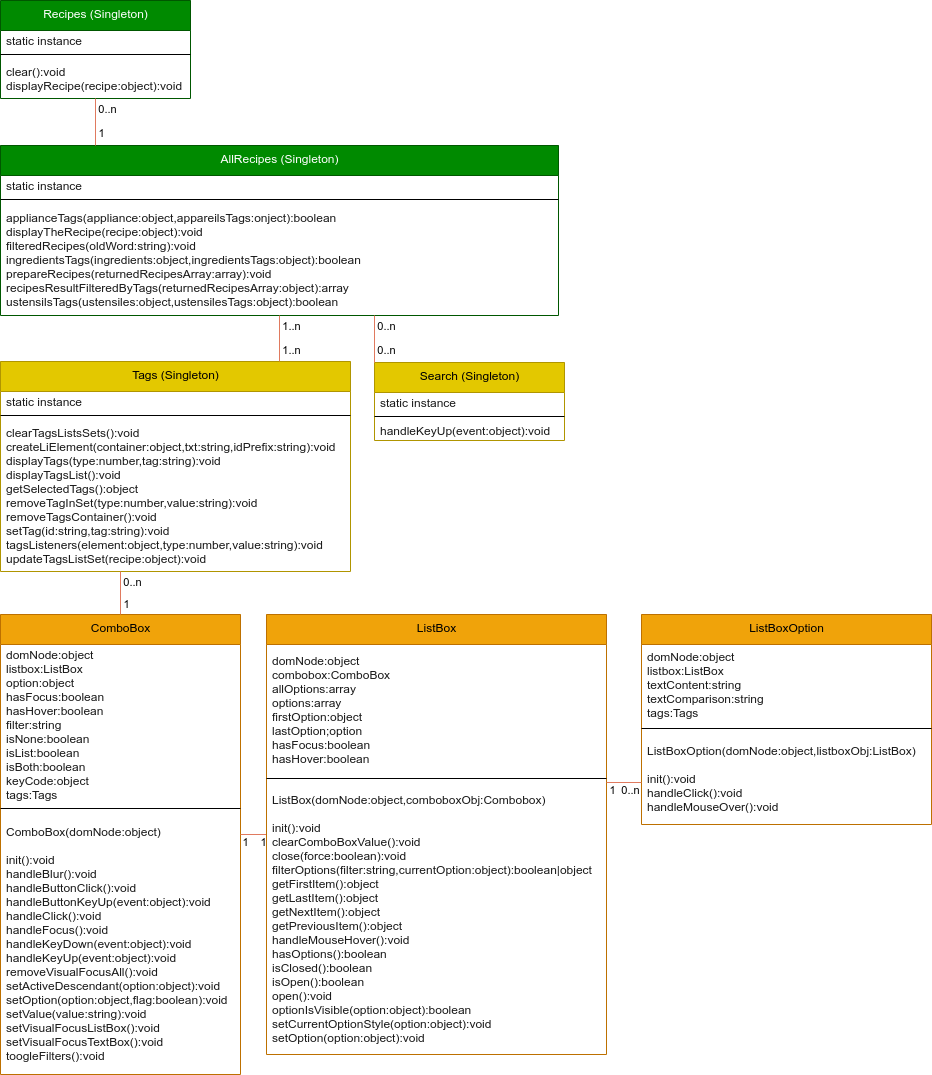 Recipes (Singleton)
static instance
clear():void
displayRecipe(recipe:object):void
0..n
1
AllRecipes (Singleton)
static instance
applianceTags(appliance:object,appareilsTags:onject):boolean
displayTheRecipe(recipe:object):void
filteredRecipes(oldWord:string):void
ingredientsTags(ingredients:object,ingredientsTags:object):boolean
prepareRecipes(returnedRecipesArray:array):void
recipesResultFilteredByTags(returnedRecipesArray:object):array
ustensilsTags(ustensiles:object,ustensilesTags:object):boolean
1..n
1..n
0..n
0..n
Tags (Singleton)
static instance
clearTagsListsSets():void
createLiElement(container:object,txt:string,idPrefix:string):void
displayTags(type:number,tag:string):void
displayTagsList():void
getSelectedTags():object
removeTagInSet(type:number,value:string):void
removeTagsContainer():void
setTag(id:string,tag:string):void
tagsListeners(element:object,type:number,value:string):void
updateTagsListSet(recipe:object):void
Search (Singleton)
static instance
handleKeyUp(event:object):void
0..n
1
ComboBox
domNode:object
listbox:ListBox
option:object
hasFocus:boolean
hasHover:boolean
filter:string
isNone:boolean
isList:boolean
isBoth:boolean
keyCode:object
tags:Tags
ComboBox(domNode:object)
init():void
handleBlur():void
handleButtonClick():void
handleButtonKeyUp(event:object):void
handleClick():void
handleFocus():void
handleKeyDown(event:object):void
handleKeyUp(event:object):void
removeVisualFocusAll():void
setActiveDescendant(option:object):void
setOption(option:object,flag:boolean):void
setValue(value:string):void
setVisualFocusListBox():void
setVisualFocusTextBox():void
toogleFilters():void
1 1
ListBox
domNode:object
combobox:ComboBox
allOptions:array
options:array
firstOption:object
lastOption;option
hasFocus:boolean
hasHover:boolean
ListBox(domNode:object,comboboxObj:Combobox)
init():void
clearComboBoxValue():void
close(force:boolean):void
filterOptions(filter:string,currentOption:object):boolean|object
getFirstItem():object
getLastItem():object
getNextItem():object
getPreviousItem():object
handleMouseHover():void
hasOptions():boolean
isClosed():boolean
isOpen():boolean
open():void
optionIsVisible(option:object):boolean
setCurrentOptionStyle(option:object):void
setOption(option:object):void
1 0..n
ListBoxOption
domNode:object
listbox:ListBox
textContent:string
textComparison:string
tags:Tags
ListBoxOption(domNode:object,listboxObj:ListBox)
init():void
handleClick():void
handleMouseOver():void